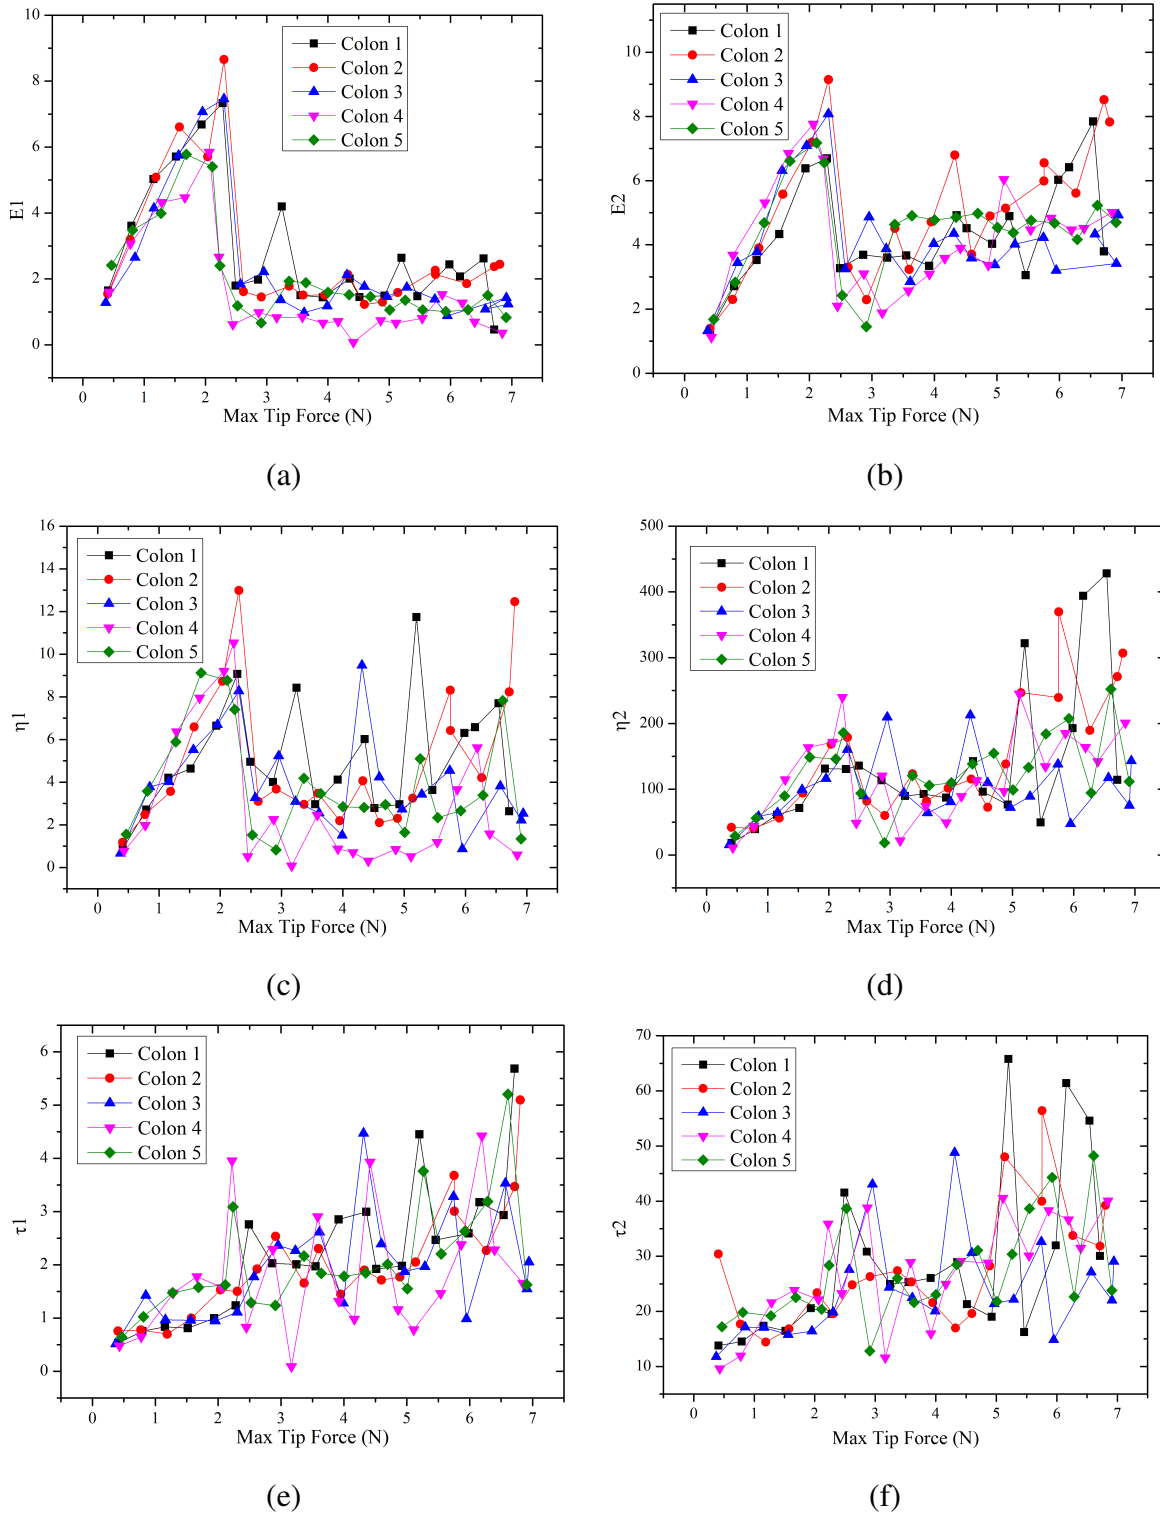 10
8
6
4
2
0
E1
Colon 1
Colon 2
Colon 3
Colon 4
Colon 5
0 1 2 3 4 5 6 7
Max Tip Force (N)
(a)
10
8
6
4
2
0
E2
Colon 1
Colon 2
Colon 3
Colon 4
Colon 5
0 1 2 3 4 5 6 7
Max Tip Force (N)
(b)
16
14
12
10
8
6
4
2
0
η1
Colon 1
Colon 2
Colon 3
Colon 4
Colon 5
0 1 2 3 4 5 6 7
Max Tip Force (N)
(c)
500
400
300
200
100
0
η2
Colon 1
Colon 2
Colon 3
Colon 4
Colon 5
0 1 2 3 4 5 6 7
Max Tip Force (N)
(d)
6
5
4
3
2
1
0
τ1
Colon 1
Colon 2
Colon 3
Colon 4
Colon 5
0 1 2 3 4 5 6 7
Max Tip Force (N)
(e)
70
60
50
40
30
20
10
τ2
Colon 1
Colon 2
Colon 3
Colon 4
Colon 5
0 1 2 3 4 5 6 7
Max Tip Force (N)
(f)